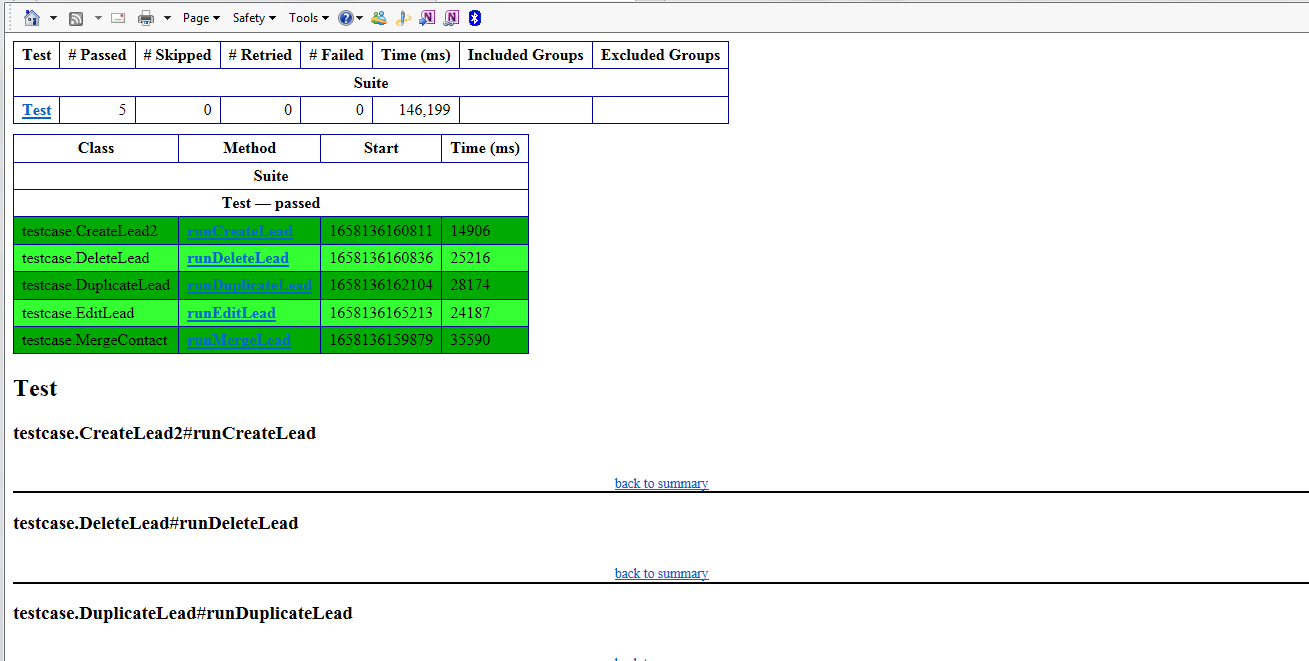 Page Safety Tools
Test # Passed # Skipped # Retried # Failed Time (ms) Included Groups Excluded Groups
Suite
Test 5 0 0 0 146,199
Class Method Start Time (ms)
Suite
Test — passed
testcase.CreateLead2 runCreateLead 1658136160811 14906
testcase.DeleteLead runDeleteLead 1658136160836 25216
testcase.DuplicateLead runDuplicateLead 1658136162104 28174
testcase.EditLead runEditLead 1658136165213 24187
testcase.MergeContact runMergeLead 1658136159879 35590
Test
testcase.CreateLead2#runCreateLead
back to summary
testcase.DeleteLead#runDeleteLead
back to summary
testcase.DuplicateLead#runDuplicateLead